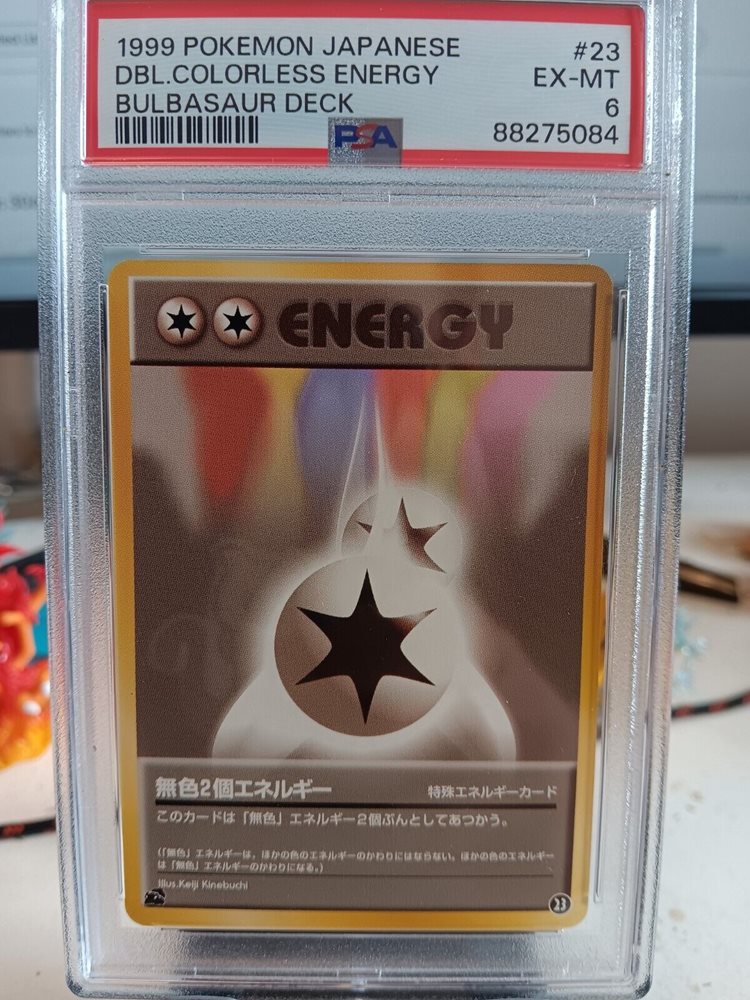 1999 POKEMON JAPANESE #23
DBL.COLORLESS ENERGY EX-MT
BULBASAUR DECK 6
PSA 88275084
ENERGY
無色2個エネルギー 特殊エネルギーカード
このカードは「無色」エネルギー2個ぶんとしてあつかう。
(「無色」エネルギーは、ほかの色のエネルギーのかわりにはならない。ほかの色のエネルギー
は「無色」エネルギーのかわりになる。)
Illus.Keiji Kinebuchi
23